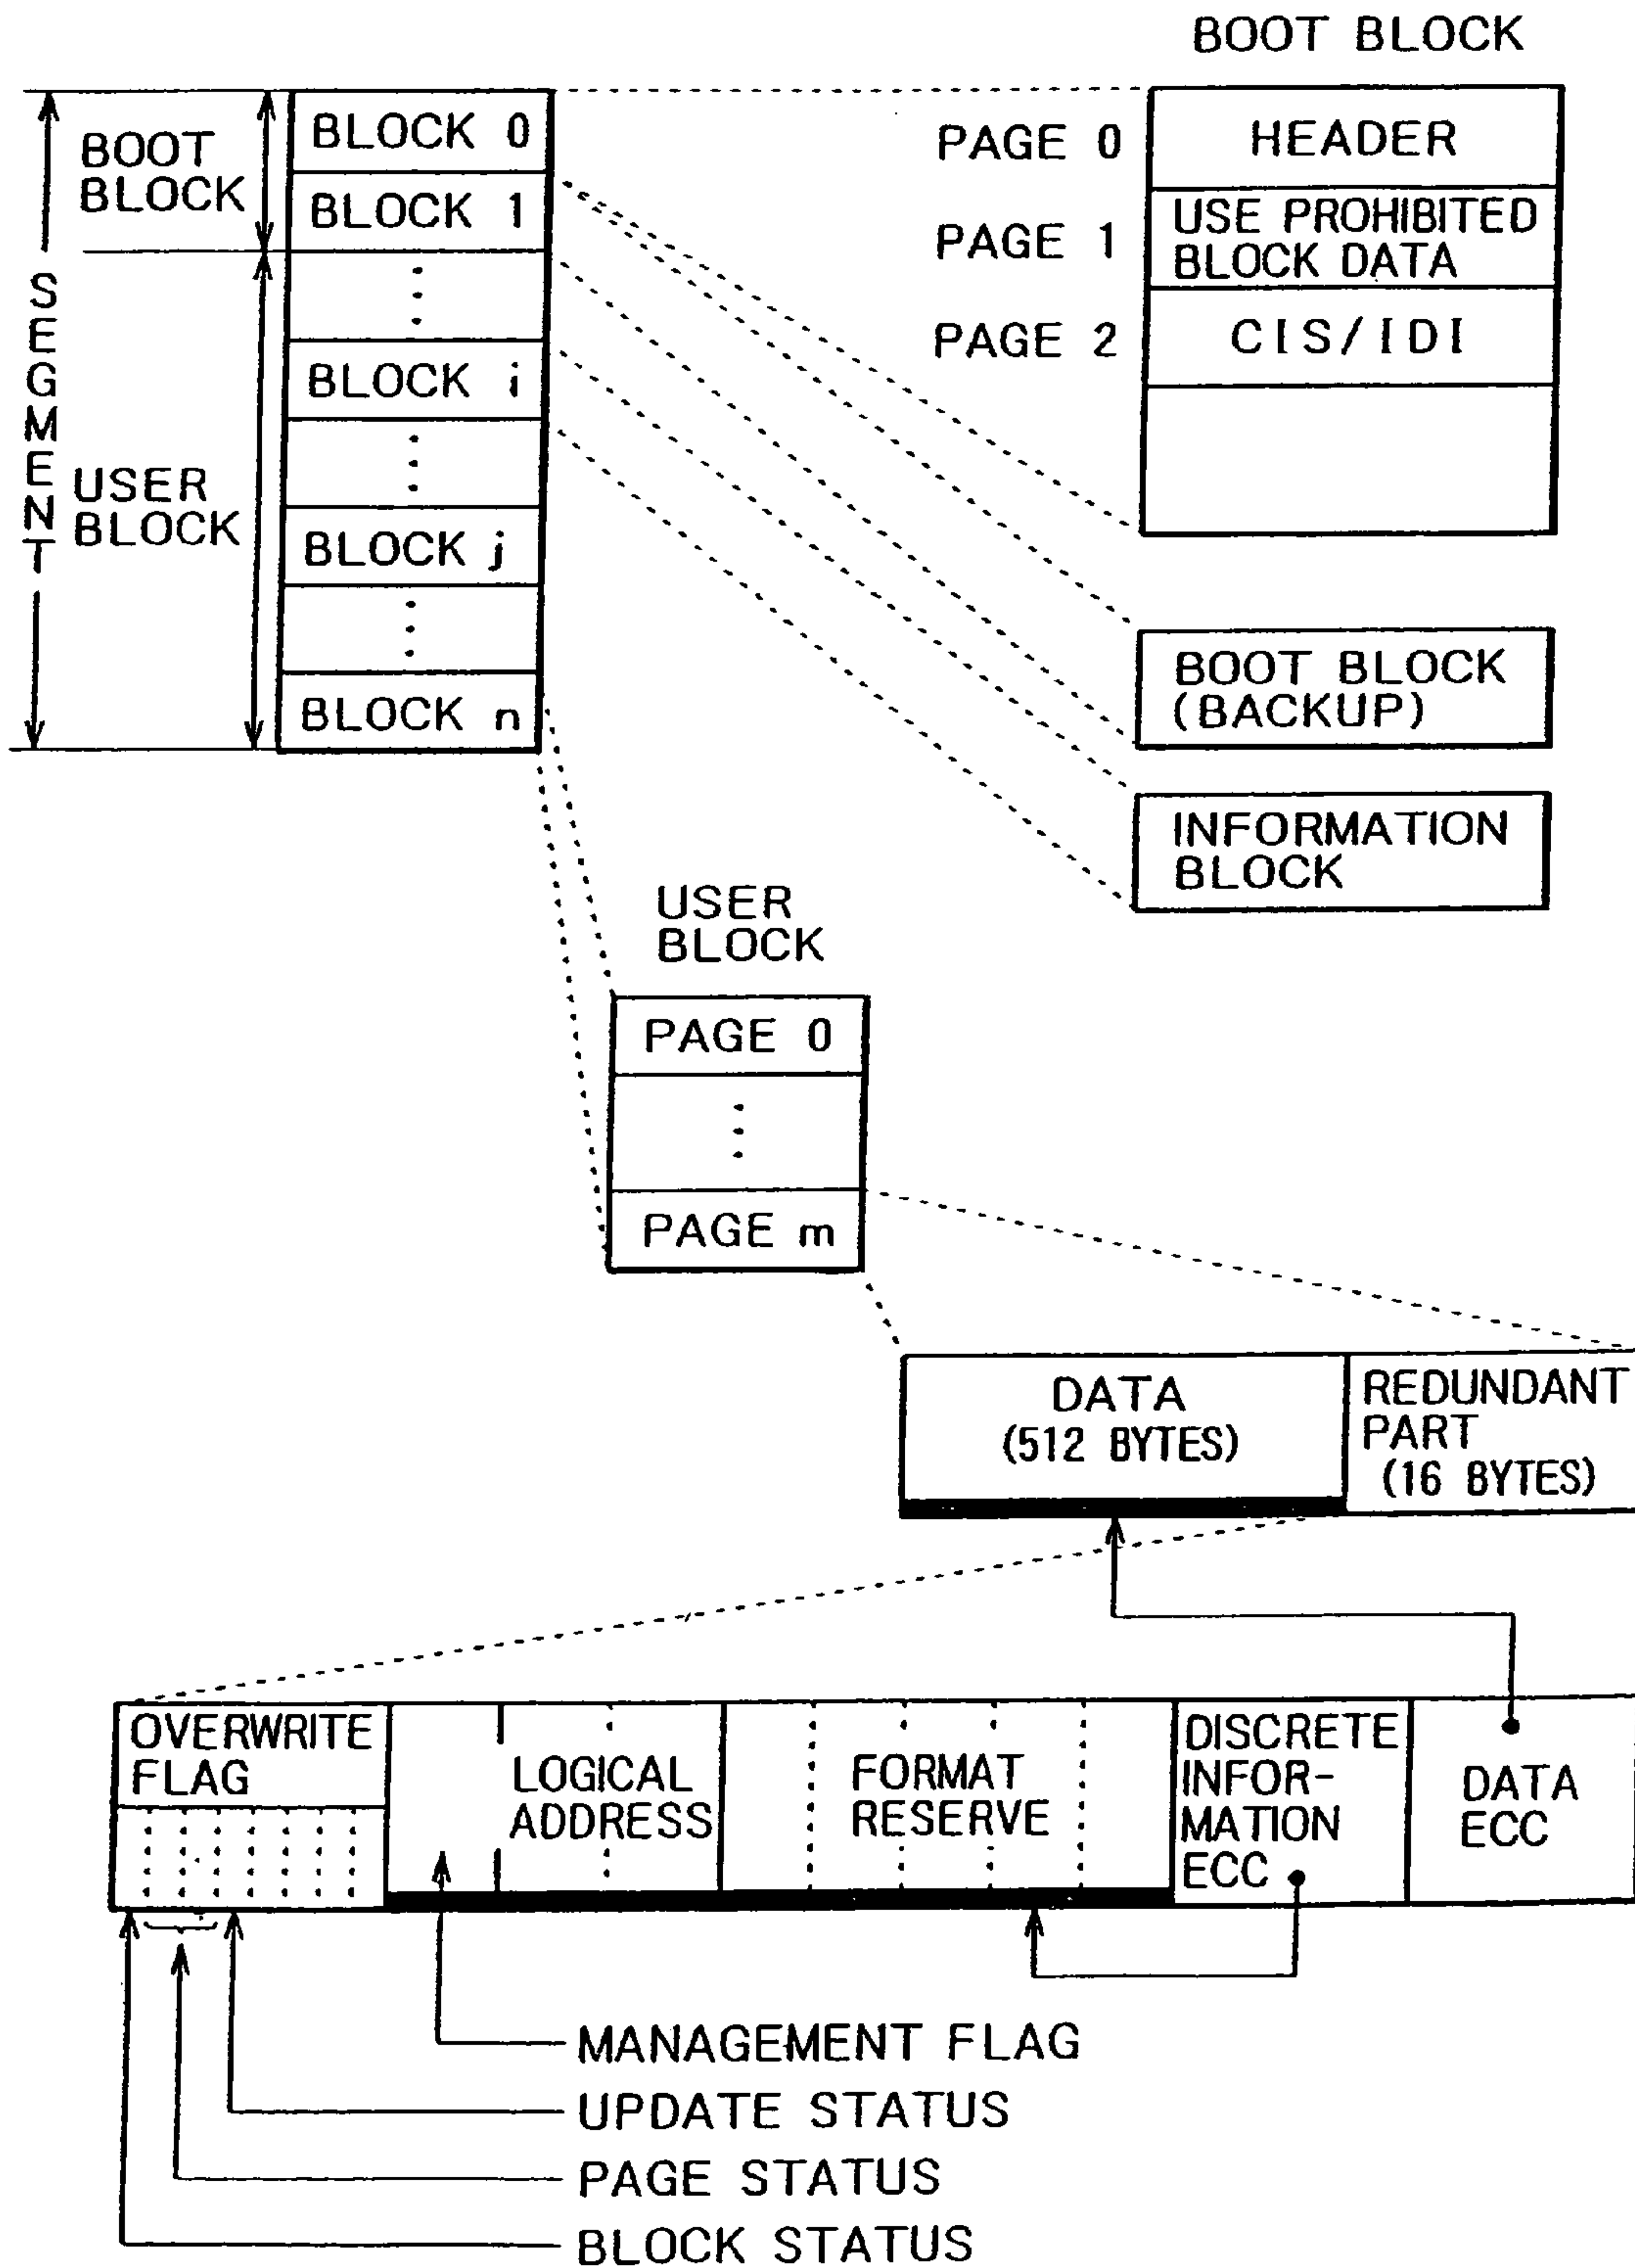 BOOT BLOCK
BOOT
BLOCK
SEGMENT
USER
BLOCK
BLOCK 0
BLOCK 1
BLOCK i
BLOCK j
BLOCK n
PAGE 0
HEADER
PAGE 1
USE PROHIBITED
BLOCK DATA
PAGE 2
CIS/IDI
BOOT BLOCK
(BACKUP)
INFORMATION
BLOCK
USER
BLOCK
PAGE 0
PAGE m
DATA
(512 BYTES)
REDUNDANT
PART
(16 BYTES)
OVERWRITE
FLAG
LOGICAL
ADDRESS
FORMAT
RESERVE
DISCRETE
INFOR-
MATION
ECC
DATA
ECC
MANAGEMENT FLAG
UPDATE STATUS
PAGE STATUS
BLOCK STATUS